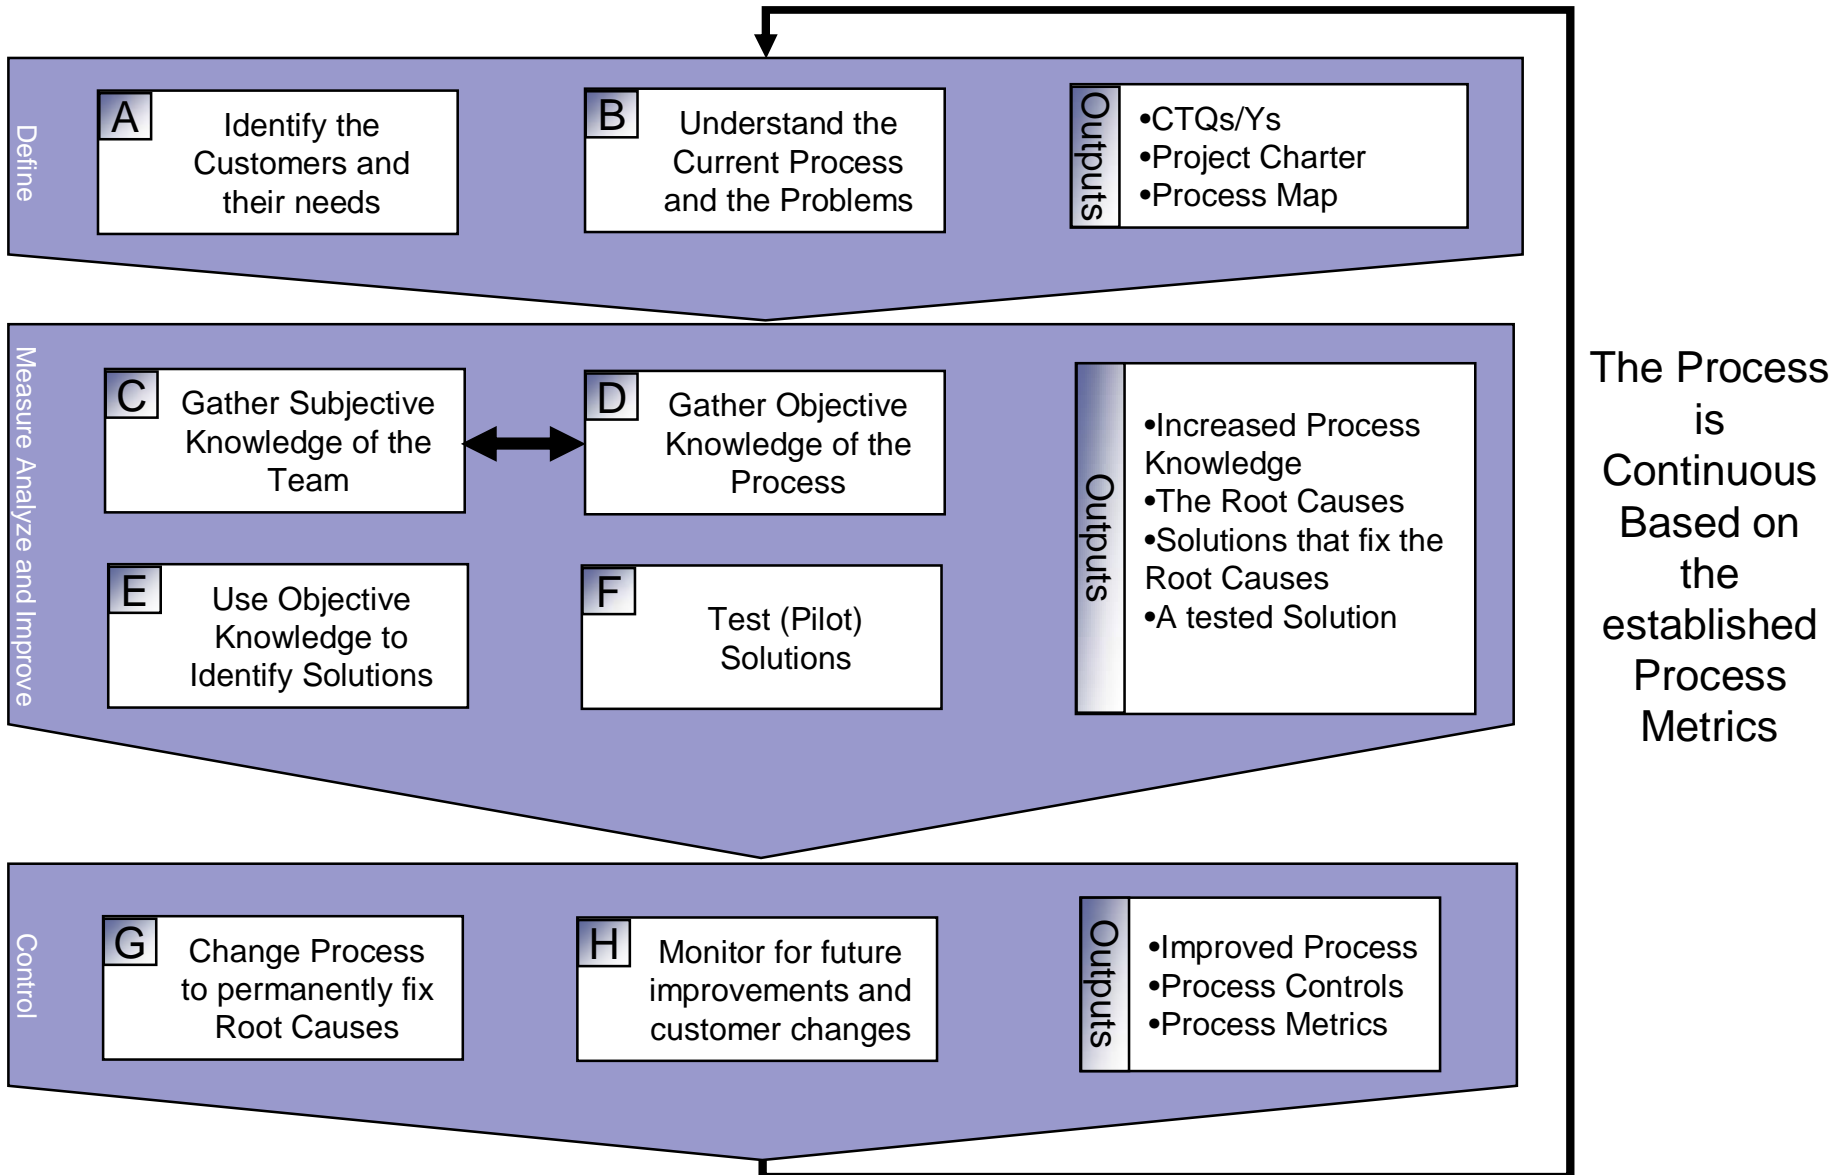 Define
A
Identify the
Customers and
their needs
B
Understand the
Current Process
and the Problems
Outputs
•CTQs/Ys
•Project Charter
•Process Map
Measure Analyze and Improve
C
Gather Subjective
Knowledge of the
Team
D
Gather Objective
Knowledge of the
Process
E
Use Objective
Knowledge to
Identify Solutions
F
Test (Pilot)
Solutions
Outputs
•Increased Process
Knowledge
•The Root Causes
•Solutions that fix the
Root Causes
•A tested Solution
Control
G
Change Process
to permanently fix
Root Causes
H
Monitor for future
improvements and
customer changes
Outputs
•Improved Process
•Process Controls
•Process Metrics
The Process
is
Continuous
Based on
the
established
Process
Metrics